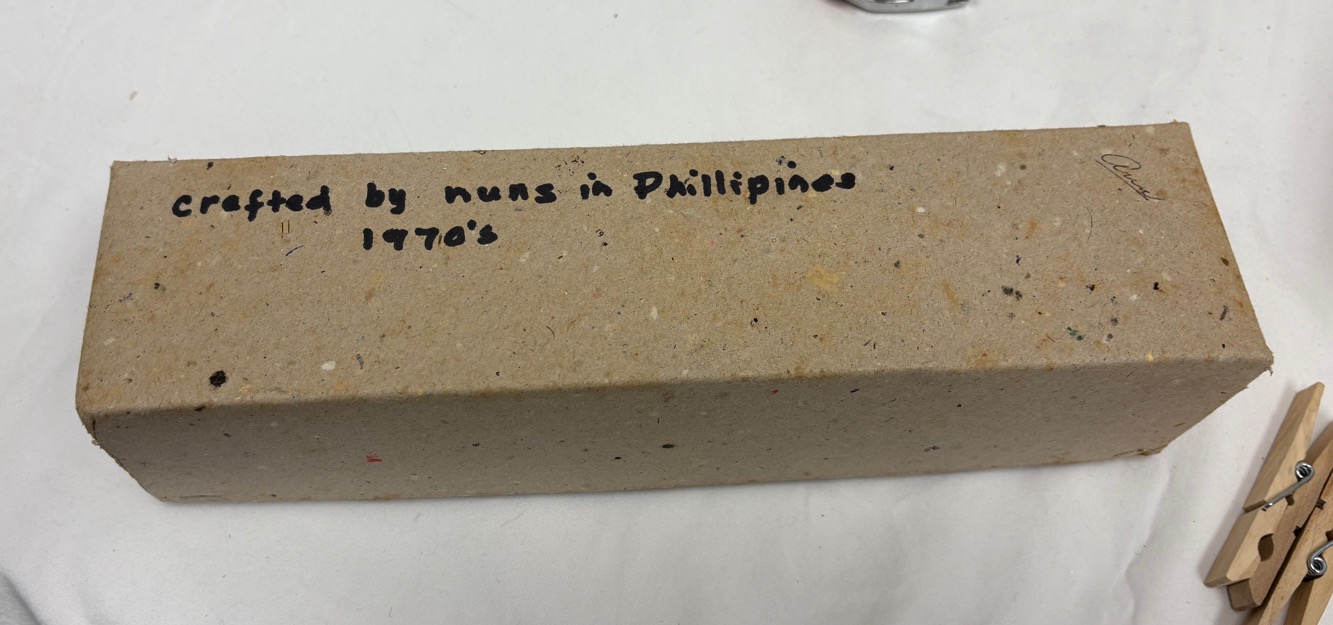 crafted by nuns in Phillipines
1970's